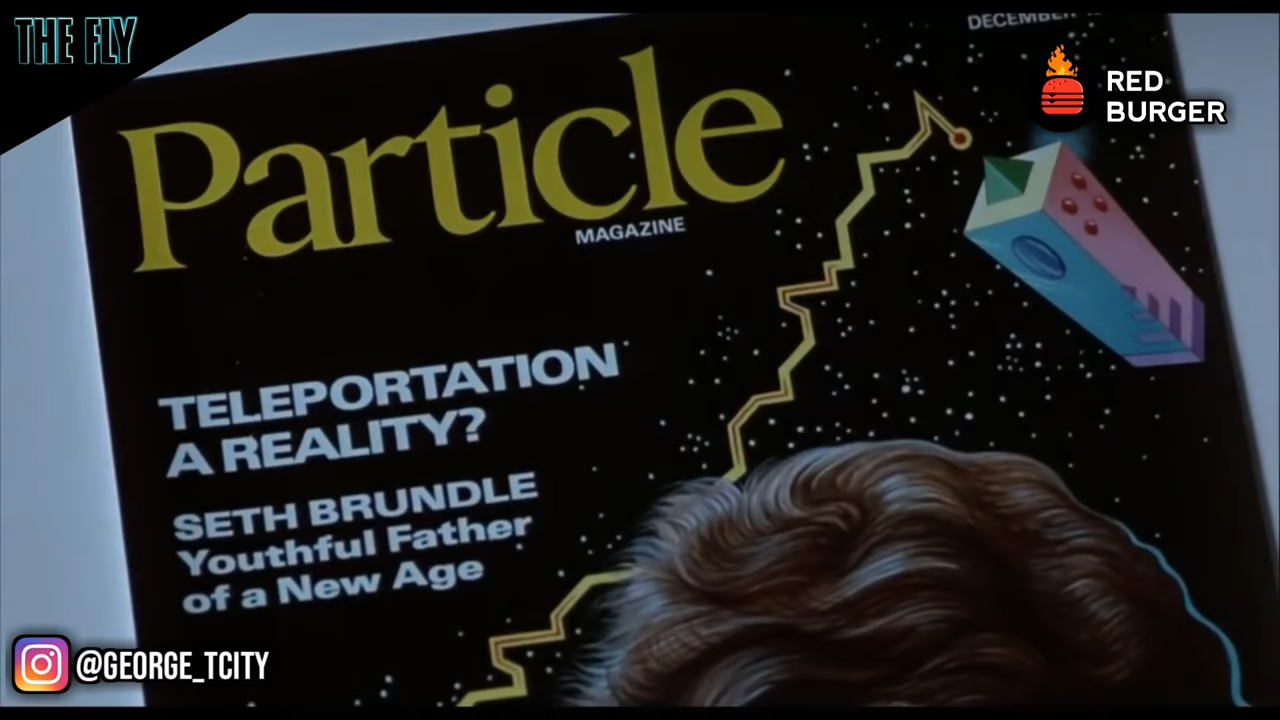 THE FLY
DECEMBER
RED
BURGER
Particle
MAGAZINE
TELEPORTATION
A REALITY?
SETH BRUNDLE
Youthful Father
of a New Age
@GEORGE_TCITY